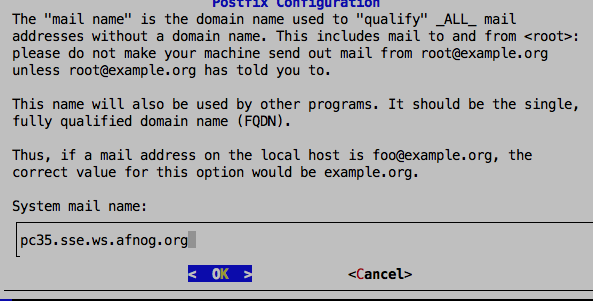 Postfix Configuration
The "mail name" is the domain name used to "qualify" _ALL_ mail
addresses without a domain name. This includes mail to and from <root>:
please do not make your machine send out mail from root@example.org
unless root@example.org has told you to.
This name will also be used by other programs. It should be the single,
fully qualified domain name (FQDN).
Thus, if a mail address on the local host is foo@example.org, the
correct value for this option would be example.org.
System mail name:
pc35.sse.ws.afnog.org
< OK > <Cancel>